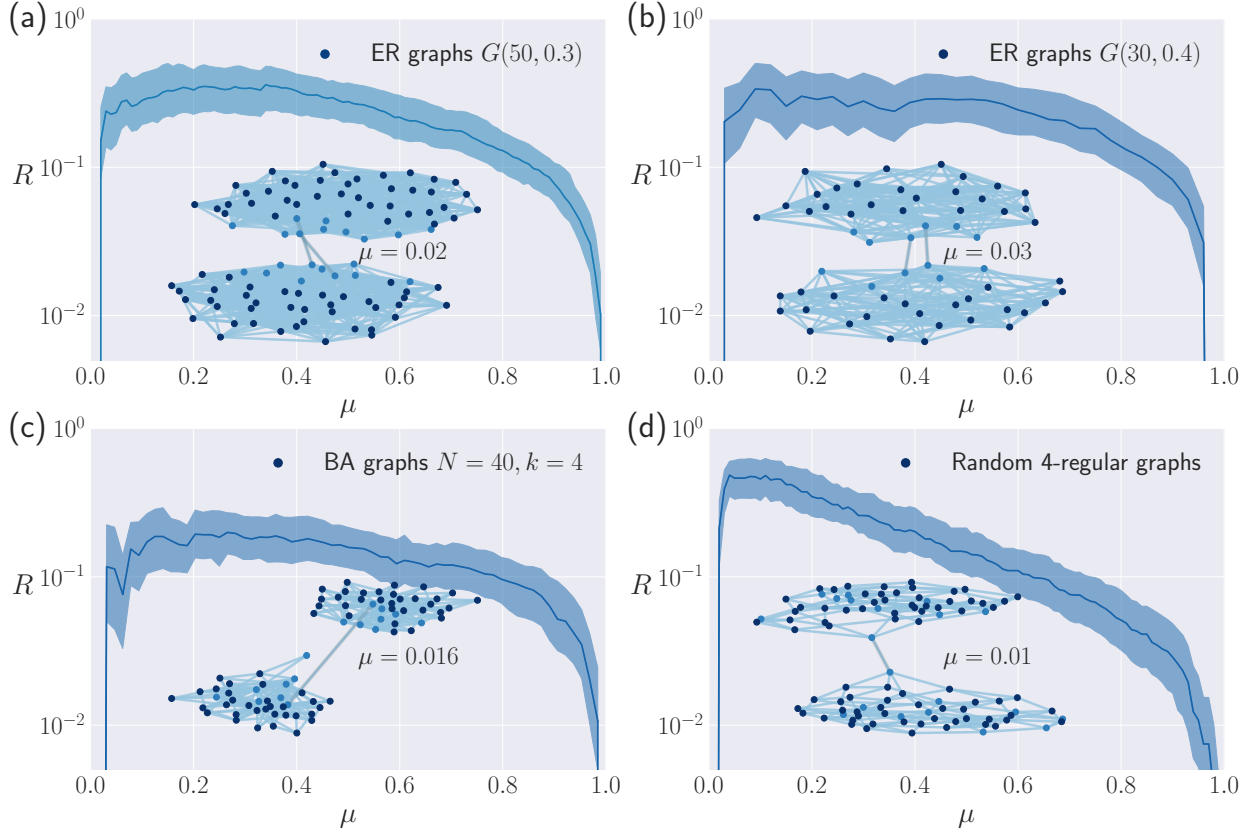 (a)
ER graphs G(50, 0.3)
10^0
10^{-1}
10^{-2}
R
μ = 0.02
0.0 0.2 0.4 0.6 0.8 1.0
μ
(b)
ER graphs G(30, 0.4)
10^0
10^{-1}
10^{-2}
R
μ = 0.03
0.0 0.2 0.4 0.6 0.8 1.0
μ
(c)
BA graphs N = 40, k = 4
10^0
10^{-1}
10^{-2}
R
μ = 0.016
0.0 0.2 0.4 0.6 0.8 1.0
μ
(d)
Random 4-regular graphs
10^0
10^{-1}
10^{-2}
R
μ = 0.01
0.0 0.2 0.4 0.6 0.8 1.0
μ